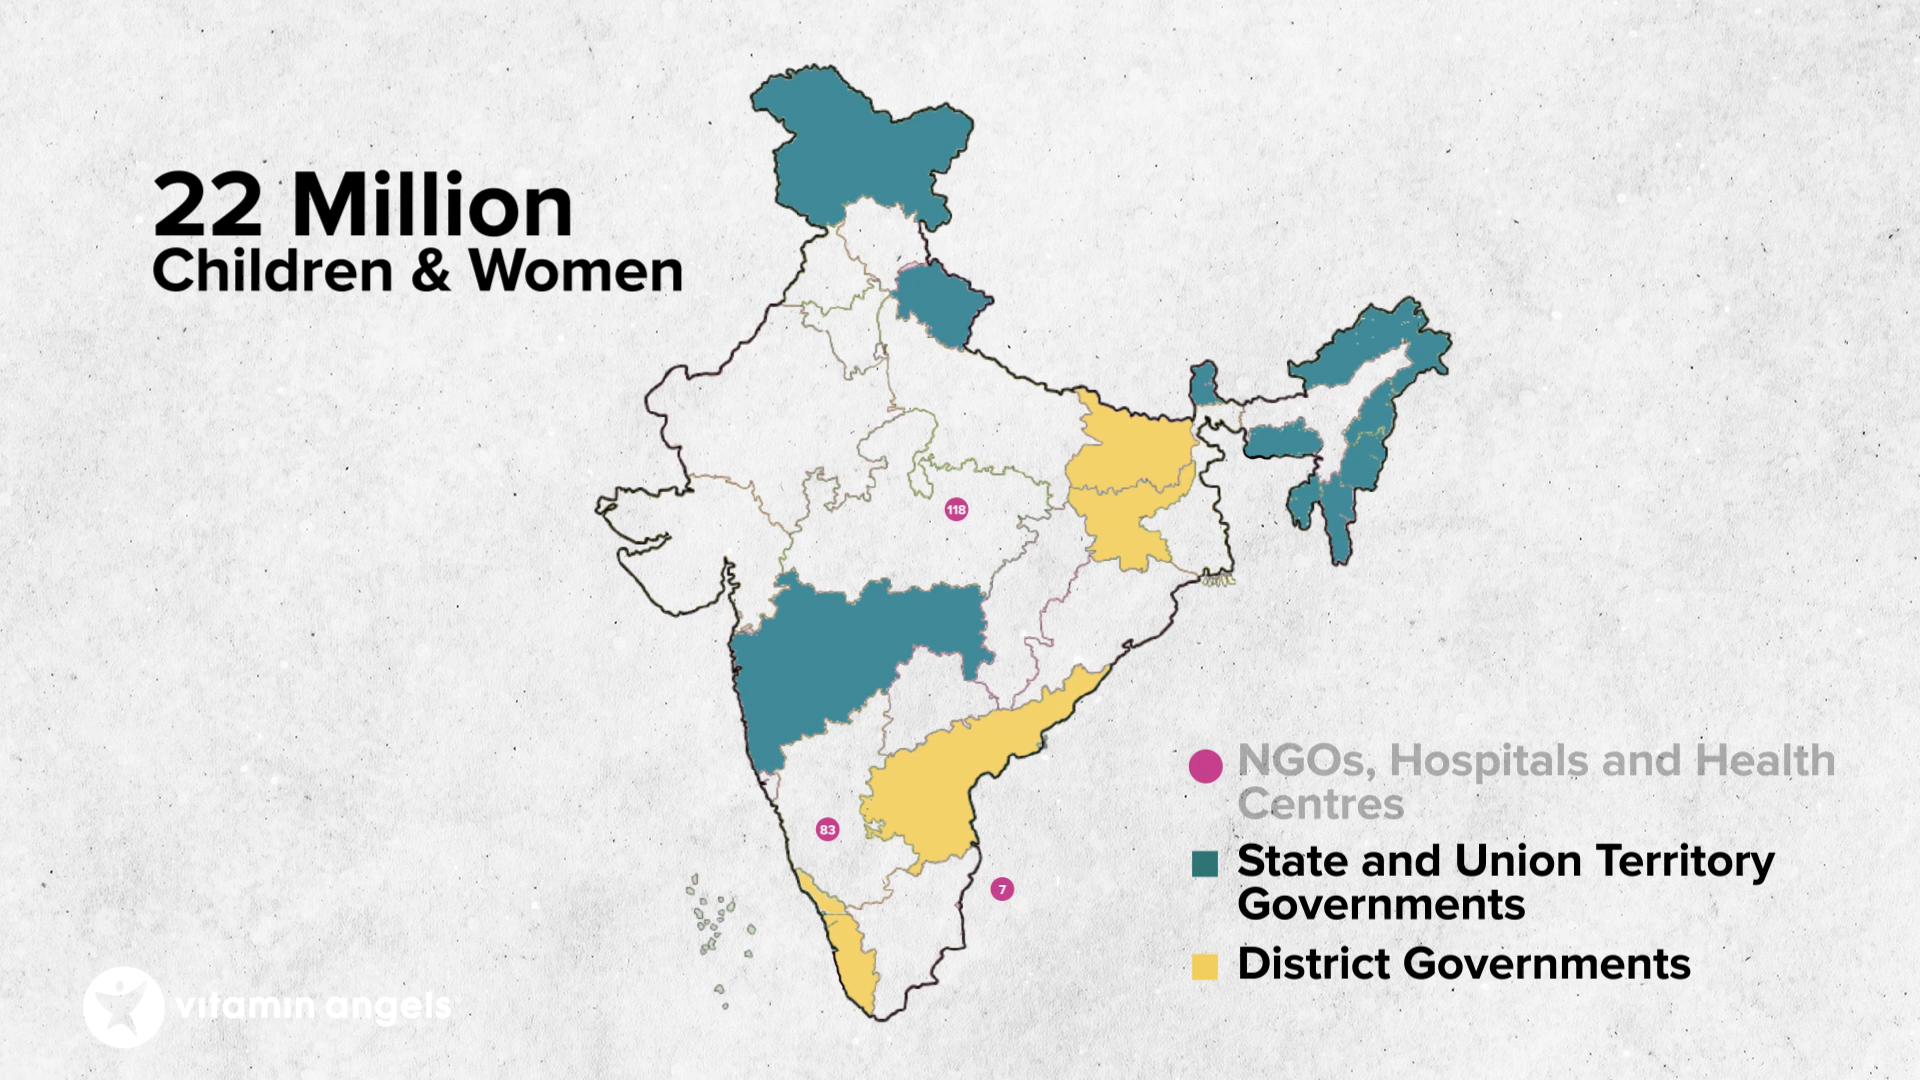 22 Million
Children & Women
118
83
7
NGOs, Hospitals and Health
Centres
State and Union Territory
Governments
District Governments
vitamin angels